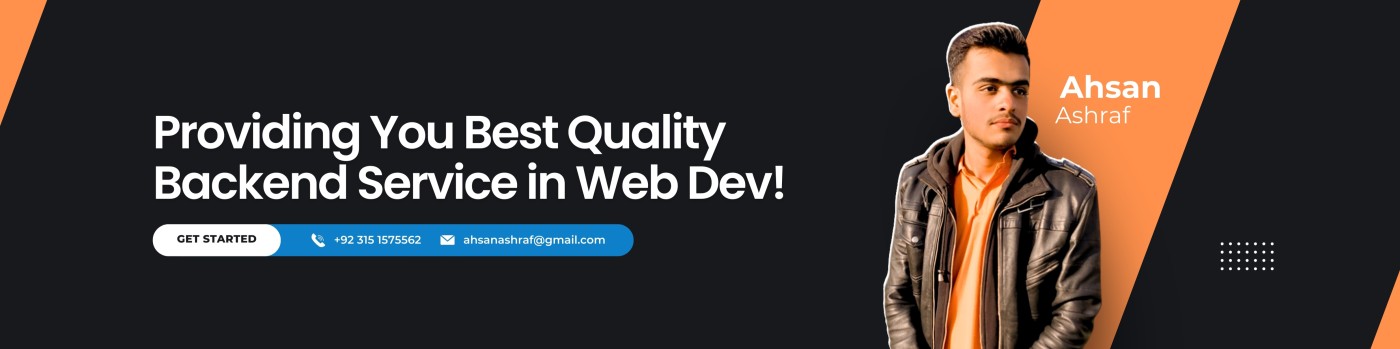 Providing You Best Quality
Backend Service in Web Dev!
GET STARTED
+92 315 1575562
ahsanashraf@gmail.com
Ahsan
Ashraf